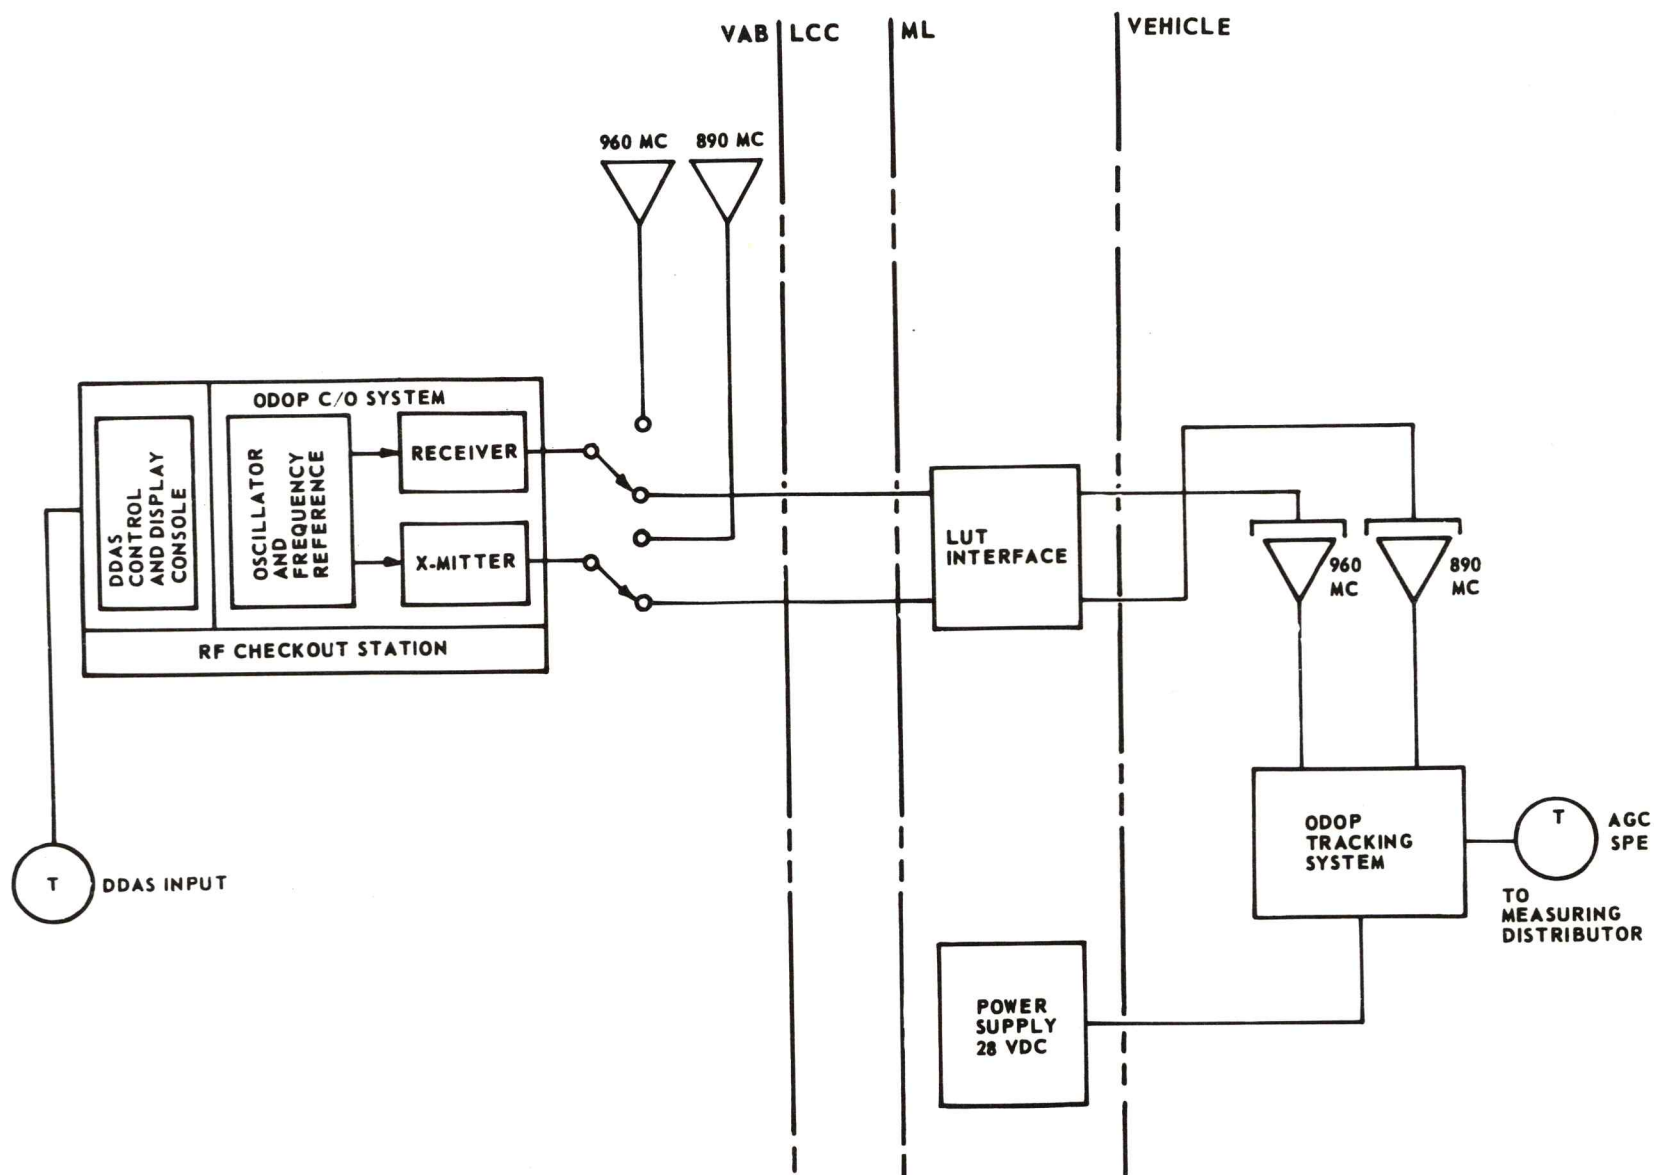 VAB
LCC
ML
VEHICLE
960 MC
890 MC
ODOP C/O SYSTEM
DDAS
CONTROL
AND DISPLAY
CONSOLE
OSCILLATOR
AND
FREQUENCY
REFERENCE
RECEIVER
X-MITTER
RF CHECKOUT STATION
LUT
INTERFACE
960
MC
890
MC
T
DDAS INPUT
ODOP
TRACKING
SYSTEM
T
AGC
SPE
TO
MEASURING
DISTRIBUTOR
POWER
SUPPLY
28 VDC